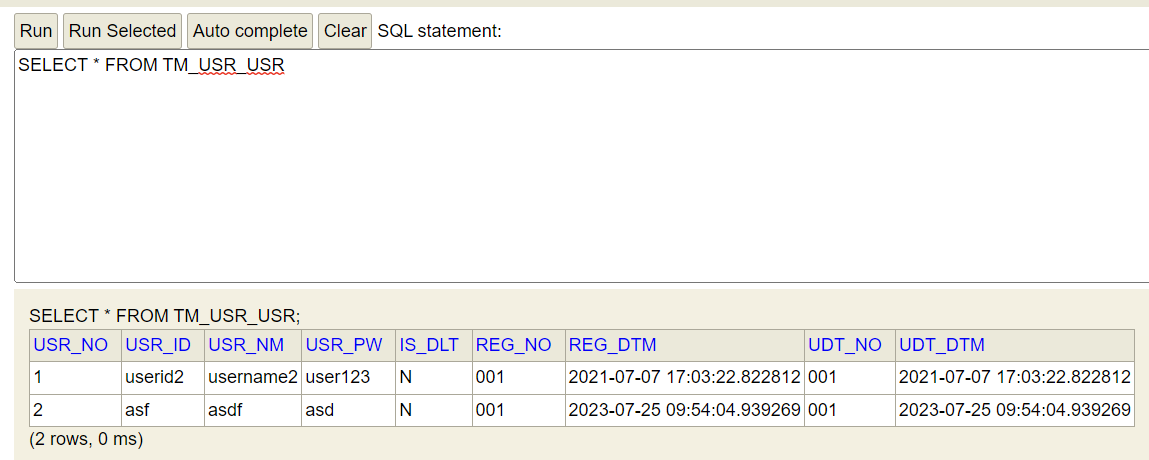 Run Run Selected Auto complete Clear SQL statement:
SELECT * FROM TM_USR_USR
SELECT * FROM TM_USR_USR;
USR_NO USR_ID USR_NM USR_PW IS_DLT REG_NO REG_DTM UDT_NO UDT_DTM
1 userid2 username2 user123 N 001 2021-07-07 17:03:22.822812 001 2021-07-07 17:03:22.822812
2 asf asdf asd N 001 2023-07-25 09:54:04.939269 001 2023-07-25 09:54:04.939269
(2 rows, 0 ms)